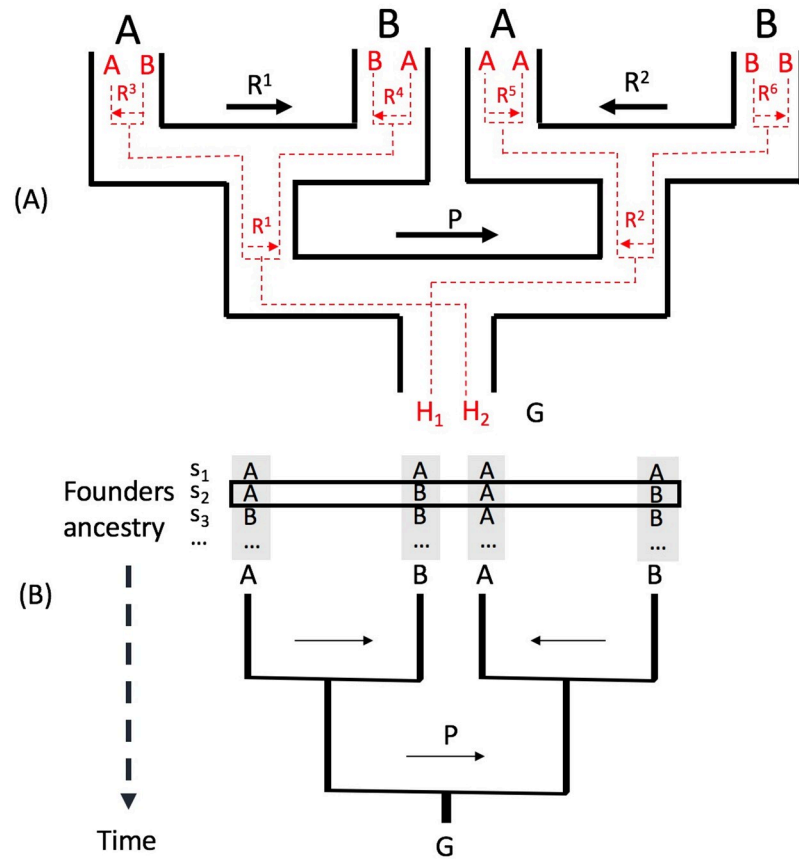 A B A B
A B B A A A B B
R³ R¹ R⁴ R⁵ R² R⁶
(A)
R¹ P R²
H₁ H₂ G
s₁ A A A A
Founders s₂ A B A B
ancestry s₃ B B A B
... ... ... ... ...
A B A B
(B)
P
Time
G